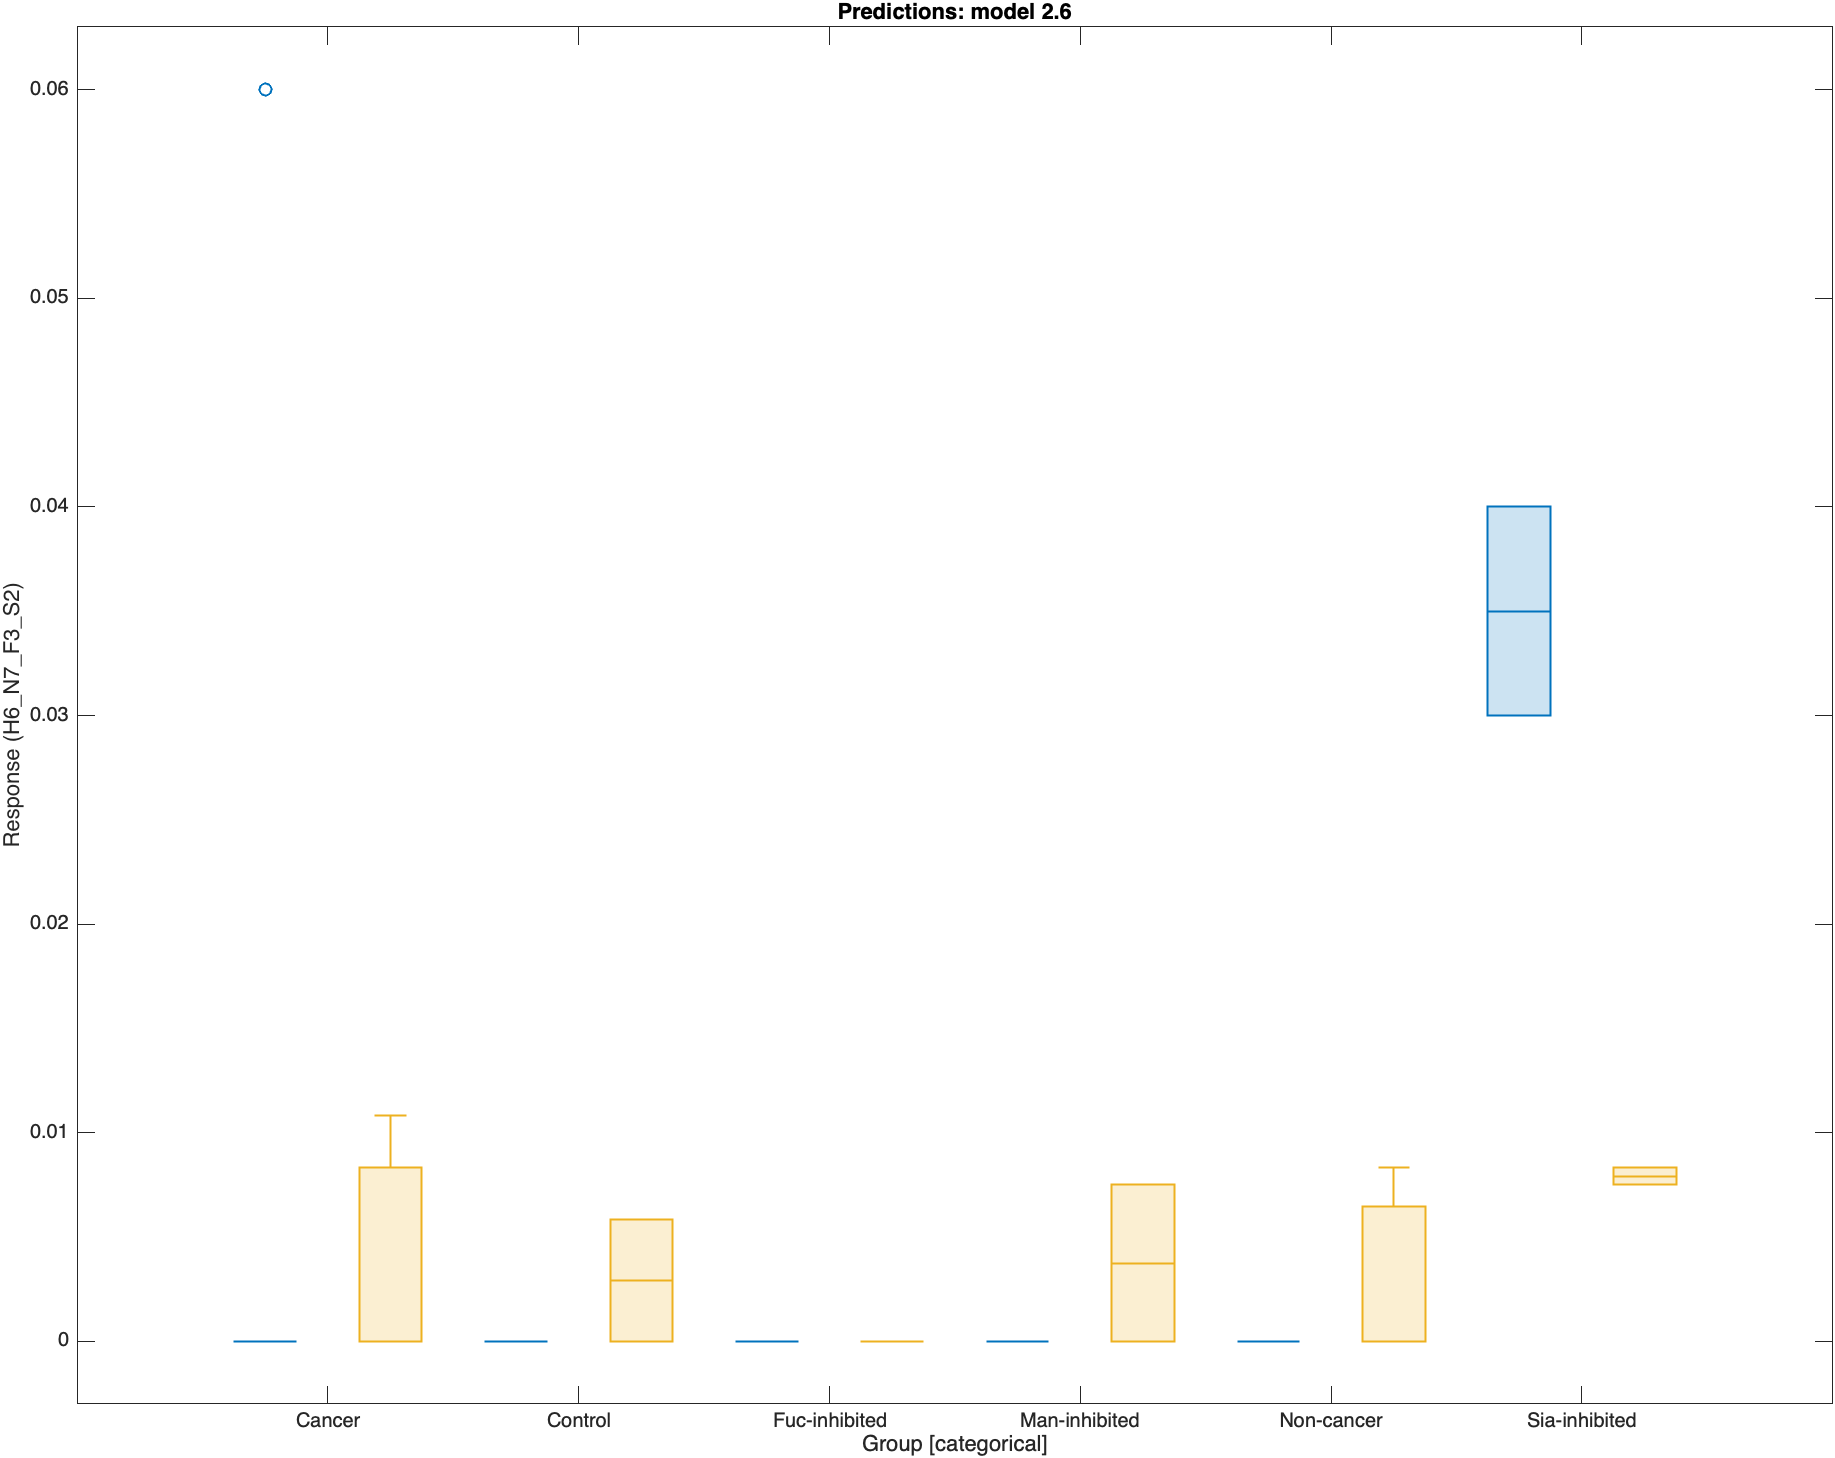 Predictions: model 2.6
0.06
0.05
0.04
0.03
0.02
0.01
0
Response (H6_N7_F3_S2)
Cancer Control Fuc-inhibited Man-inhibited Non-cancer Sia-inhibited
Group [categorical]